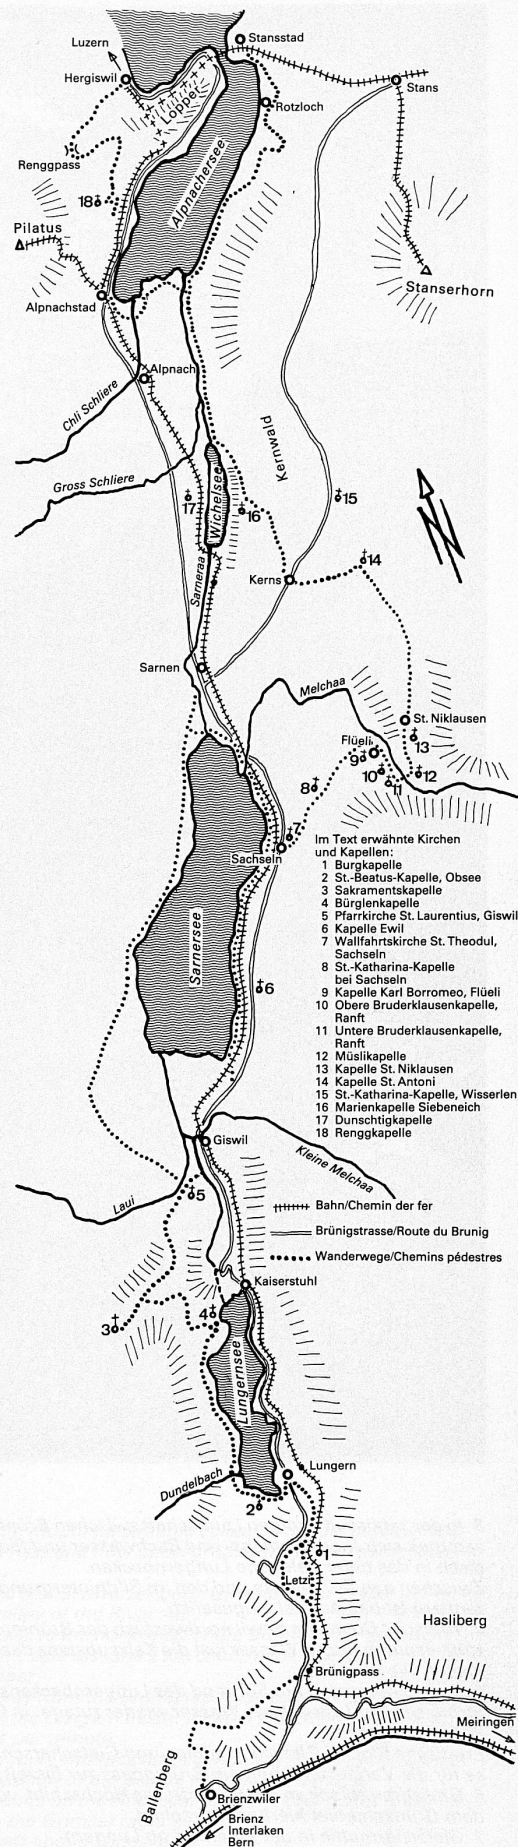 Luzern
Stansstad
Hergiswil
Stans
Loppe
Rotzloch
Renggpass
Alpnachersee
18
Pilatus
Stanserhorn
Alpnachstad
Alpnach
Chli Schliere
Kernwald
Gross Schliere
Wichelsee
17
16
15
14
Sarneraa
Kerns
Sarnen
Melchaa
St. Niklausen
13
Flüeli
9
10
11
12
8
7
Sachseln
Im Text erwähnte Kirchen
und Kapellen:
1 Burgkapelle
2 St.-Beatus-Kapelle, Obsee
3 Sakramentskapelle
4 Bürglenkapelle
5 Pfarrkirche St. Laurentius, Giswil
6 Kapelle Ewil
7 Wallfahrtskirche St. Theodul,
Sachseln
8 St.-Katharina-Kapelle
bei Sachseln
9 Kapelle Karl Borromeo, Flüeli
10 Obere Bruderklausenkapelle,
Ranft
11 Untere Bruderklausenkapelle,
Ranft
12 Müslikapelle
13 Kapelle St. Niklausen
14 Kapelle St. Antoni
15 St.-Katharina-Kapelle, Wisserlen
16 Marienkapelle Siebeneich
17 Dunschtigkapelle
18 Renggkapelle
Sarnersee
6
Giswil
Kleine Melchaa
Laui
5
Bahn/Chemin der fer
Brünigstrasse/Route du Brunig
Wanderwege/Chemins pédestres
Kaiserstuhl
4
3
Lungernsee
Lungern
Dundelbach
2
1
Letzi
Hasliberg
Brünigpass
Meiringen
Ballenberg
Brienzwiler
Brienz
Interlaken
Bern